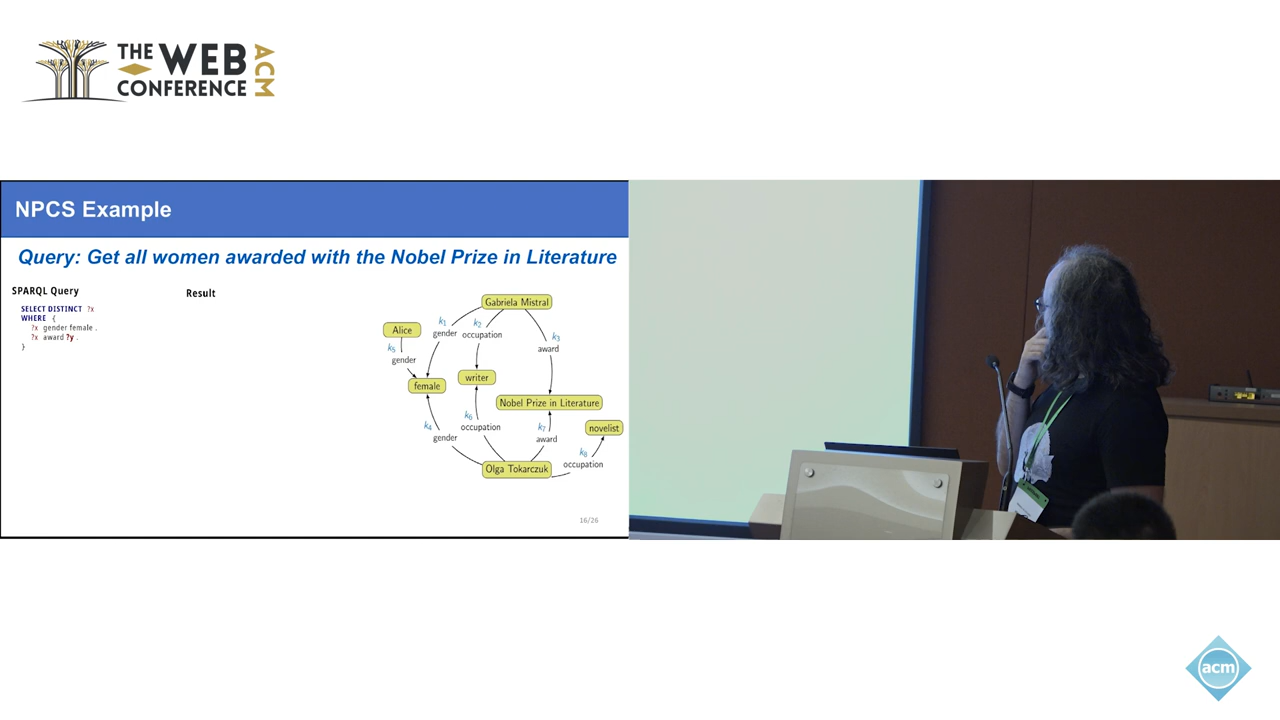 THE WEB
CONFERENCE
ACM
NPCS Example
Query: Get all women awarded with the Nobel Prize in Literature
SPARQL Query
SELECT DISTINCT ?x
WHERE {
?x gender female .
?x award ?y .
}
Result
Gabriela Mistral
Alice
k1
gender
k2
occupation
k3
award
k5
gender
female
writer
Nobel Prize in Literature
k4
gender
k6
occupation
k7
award
novelist
k8
occupation
Olga Tokarczuk
16/26
acm